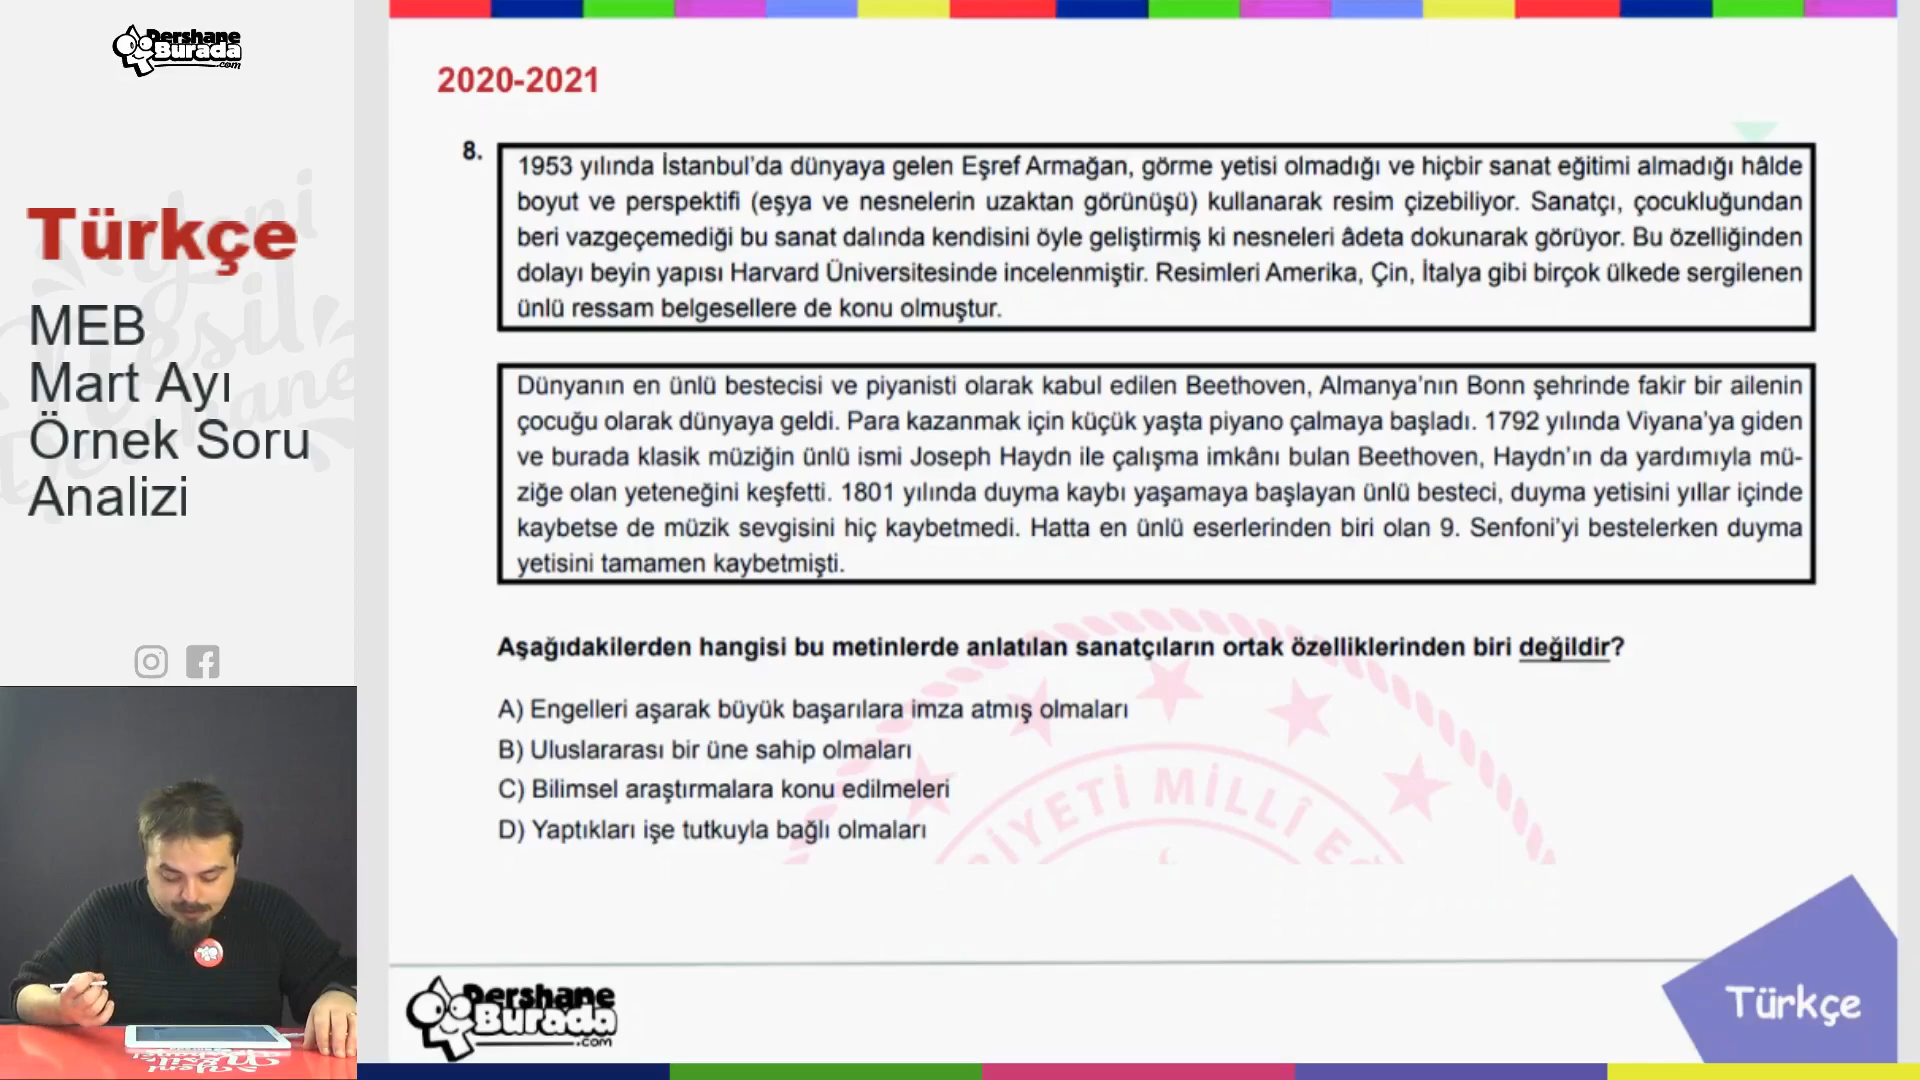 Dershane
Burada
.com
Türkçe
MEB
Mart Ayı
Örnek Soru
Analizi
2020-2021
8.
1953 yılında İstanbul'da dünyaya gelen Eşref Armağan, görme yetisi olmadığı ve hiçbir sanat eğitimi almadığı hâlde
boyut ve perspektifi (eşya ve nesnelerin uzaktan görünüşü) kullanarak resim çizebiliyor. Sanatçı, çocukluğundan
beri vazgeçemediği bu sanat dalında kendisini öyle geliştirmiş ki nesneleri âdeta dokunarak görüyor. Bu özelliğinden
dolayı beyin yapısı Harvard Üniversitesinde incelenmiştir. Resimleri Amerika, Çin, İtalya gibi birçok ülkede sergilenen
ünlü ressam belgesellere de konu olmuştur.
Dünyanın en ünlü bestecisi ve piyanisti olarak kabul edilen Beethoven, Almanya'nın Bonn şehrinde fakir bir ailenin
çocuğu olarak dünyaya geldi. Para kazanmak için küçük yaşta piyano çalmaya başladı. 1792 yılında Viyana'ya giden
ve burada klasik müziğin ünlü ismi Joseph Haydn ile çalışma imkânı bulan Beethoven, Haydn'ın da yardımıyla mü-
ziğe olan yeteneğini keşfetti. 1801 yılında duyma kaybı yaşamaya başlayan ünlü besteci, duyma yetisini yıllar içinde
kaybetse de müzik sevgisini hiç kaybetmedi. Hatta en ünlü eserlerinden biri olan 9. Senfoni'yi bestelerken duyma
yetisini tamamen kaybetmişti.
Aşağıdakilerden hangisi bu metinlerde anlatılan sanatçıların ortak özelliklerinden biri değildir?
A) Engelleri aşarak büyük başarılara imza atmış olmaları
B) Uluslararası bir üne sahip olmaları
C) Bilimsel araştırmalara konu edilmeleri
D) Yaptıkları işe tutkuyla bağlı olmaları
MİLLÎ
Dershane
Burada
.com
Türkçe